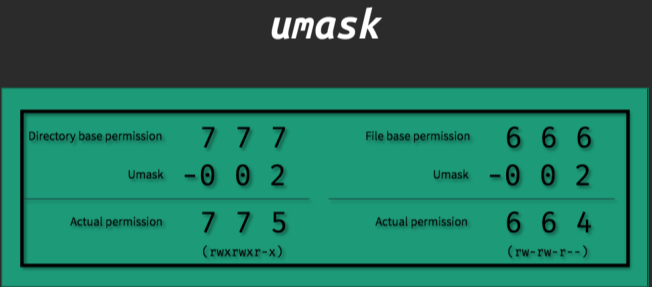 umask
Directory base permission 7 7 7
Umask -0 0 2
Actual permission 7 7 5
(rwxrwxr-x)
File base permission 6 6 6
Umask -0 0 2
Actual permission 6 6 4
(rw-rw-r--)